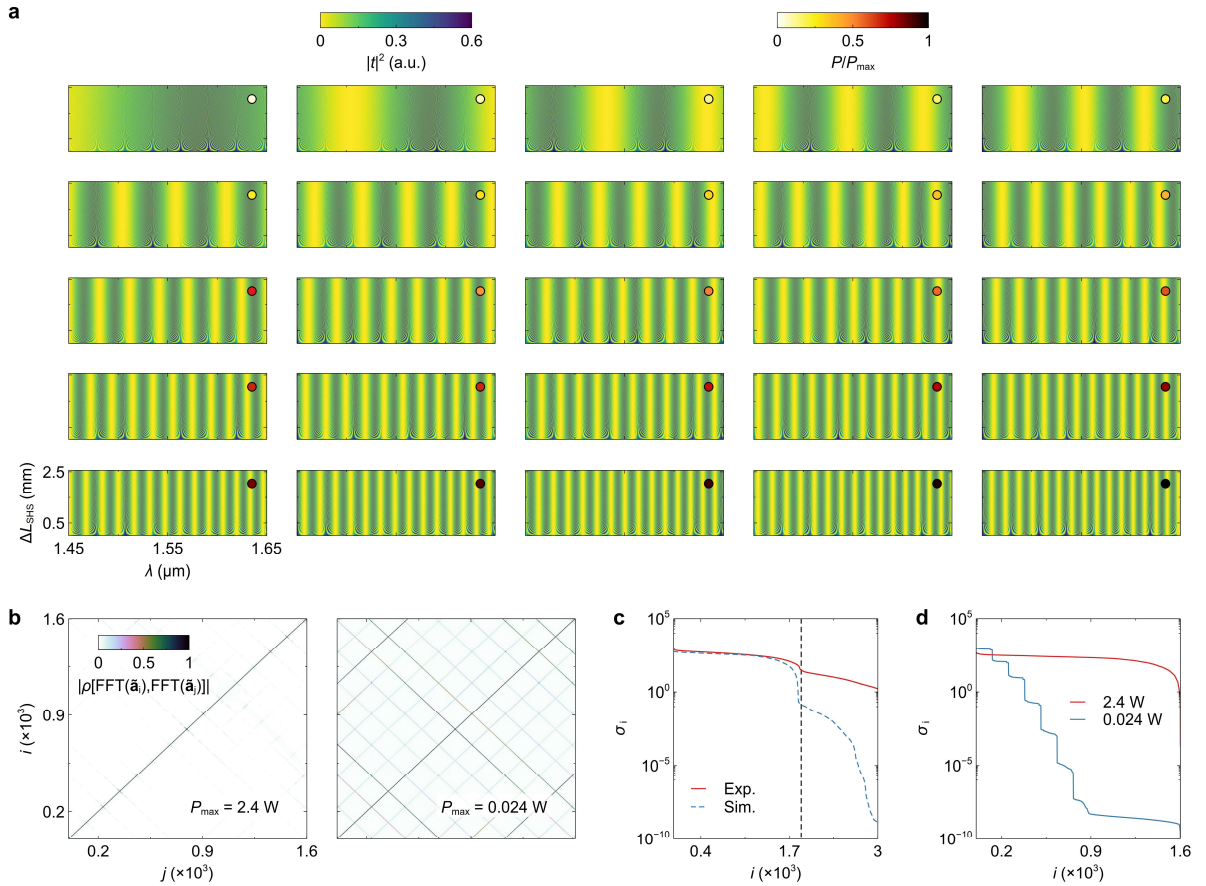 a
0 0.3 0.6
|t|² (a.u.)
0 0.5 1
P/Pmax
ΔLSHS (mm)
2.5
0.5
1.45 1.55 1.65
λ (μm)
b
1.6
0.9
0.2
i (×10³)
0 0.5 1
|ρ[FFT(ãi),FFT(ãj)]|
Pmax = 2.4 W
0.2 0.9 1.6
j (×10³)
Pmax = 0.024 W
c
10⁵
10⁰
10⁻⁵
10⁻¹⁰
σi
Exp.
Sim.
0.4 1.7 3
i (×10³)
d
10⁵
10⁰
10⁻⁵
10⁻¹⁰
σi
2.4 W
0.024 W
0.2 0.9 1.6
i (×10³)